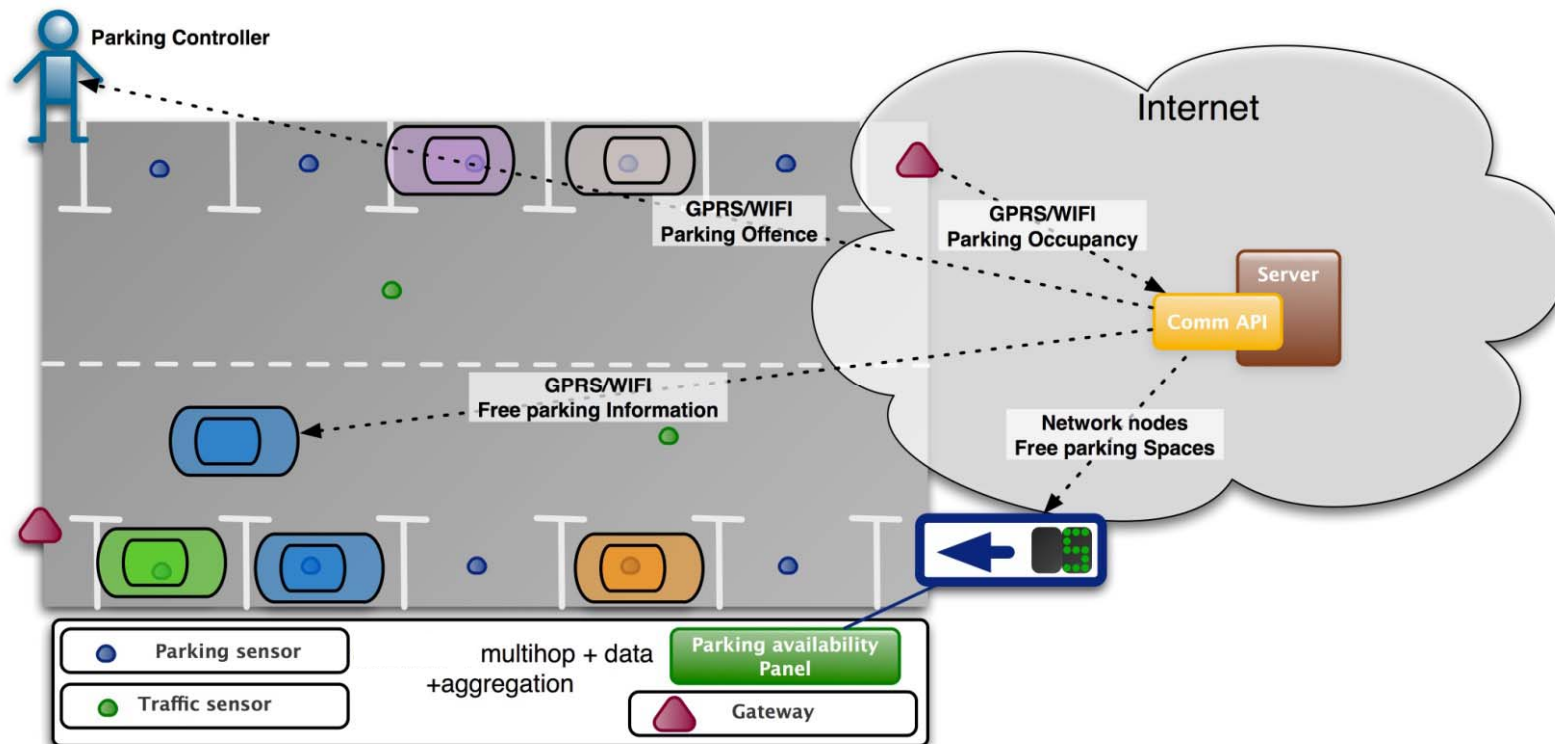 Parking Controller
Internet
GPRS/WIFI
Parking Offence
GPRS/WIFI
Parking Occupancy
Server
Comm API
GPRS/WIFI
Free parking Information
Network nodes
Free parking Spaces
5
Parking sensor
multihop + data
+aggregation
Parking availability
Panel
Traffic sensor
Gateway